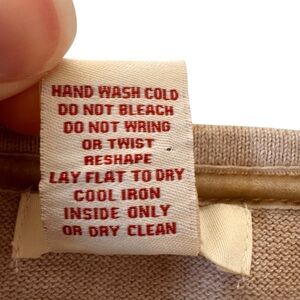 HAND WASH COLD
DO NOT BLEACH
DO NOT WRING
OR TWIST
RESHAPE
LAY FLAT TO DRY
COOL IRON
INSIDE ONLY
OR DRY CLEAN